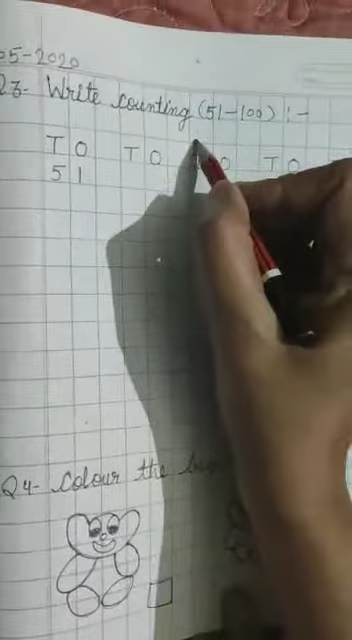 05-2020
Q3- Write counting (51-100) :-
T O T O O T O
5 1
Q4- Colour the